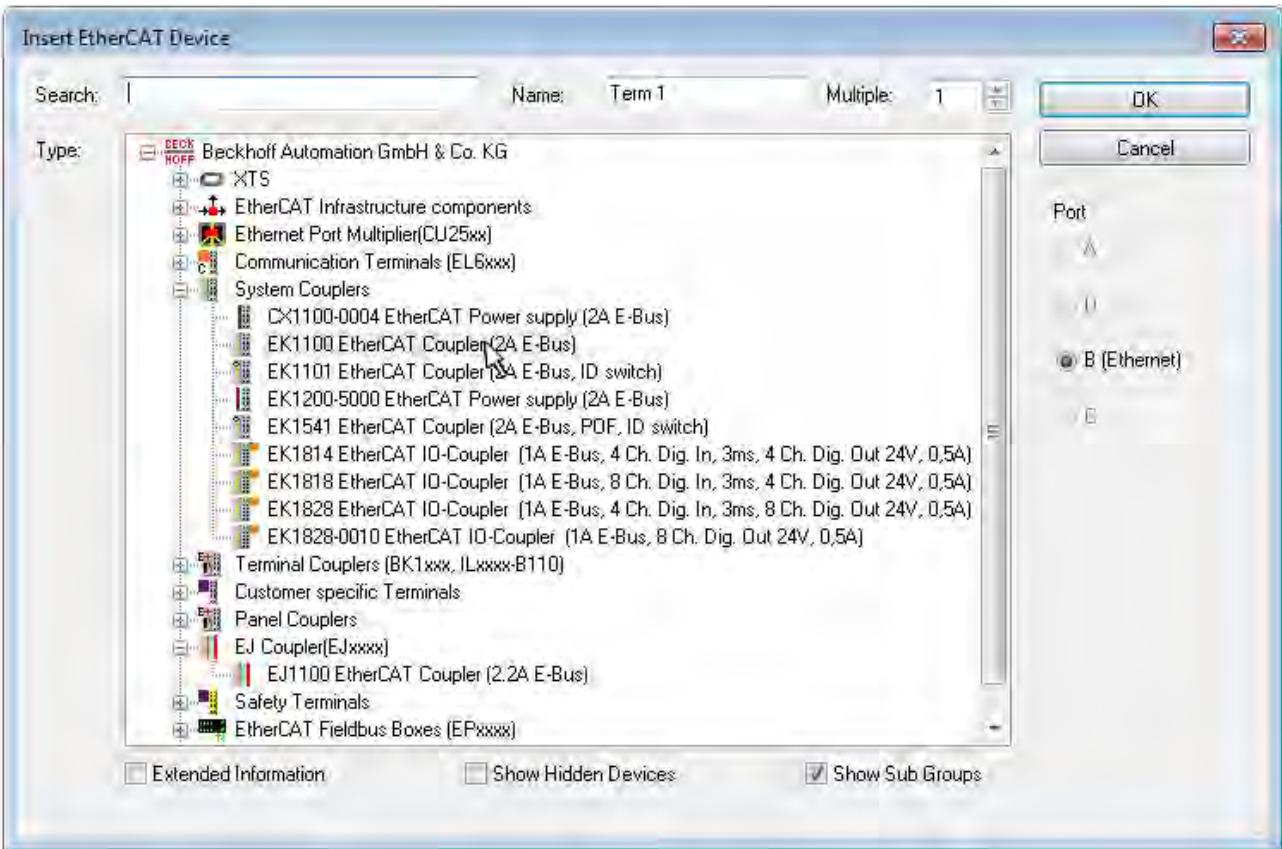 Insert EtherCAT Device
Search: Name: Term 1 Multiple: 1 OK
Type: BECKHOFF Beckhoff Automation GmbH & Co. KG Cancel
XTS
EtherCAT Infrastructure components
Port
Ethernet Port Multiplier(CU25xx)
A
Communication Terminals (EL6xxx)
System Couplers
CX1100-0004 EtherCAT Power supply (2A E-Bus)
D
EK1100 EtherCAT Coupler (2A E-Bus)
B (Ethernet)
EK1101 EtherCAT Coupler (2A E-Bus, ID switch)
EK1200-5000 EtherCAT Power supply (2A E-Bus)
C
EK1541 EtherCAT Coupler (2A E-Bus, POF, ID switch)
EK1814 EtherCAT IO-Coupler (1A E-Bus, 4 Ch. Dig. In, 3ms, 4 Ch. Dig. Out 24V, 0,5A)
EK1818 EtherCAT IO-Coupler (1A E-Bus, 8 Ch. Dig. In, 3ms, 4 Ch. Dig. Out 24V, 0,5A)
EK1828 EtherCAT IO-Coupler (1A E-Bus, 4 Ch. Dig. In, 3ms, 8 Ch. Dig. Out 24V, 0,5A)
EK1828-0010 EtherCAT IO-Coupler (1A E-Bus, 8 Ch. Dig. Out 24V, 0,5A)
Terminal Couplers (BK1xxx, ILxxxx-B110)
Customer specific Terminals
Panel Couplers
EJ Coupler(EJxxxx)
EJ1100 EtherCAT Coupler (2.2A E-Bus)
Safety Terminals
EtherCAT Fieldbus Boxes (EPxxxx)
Extended Information Show Hidden Devices Show Sub Groups